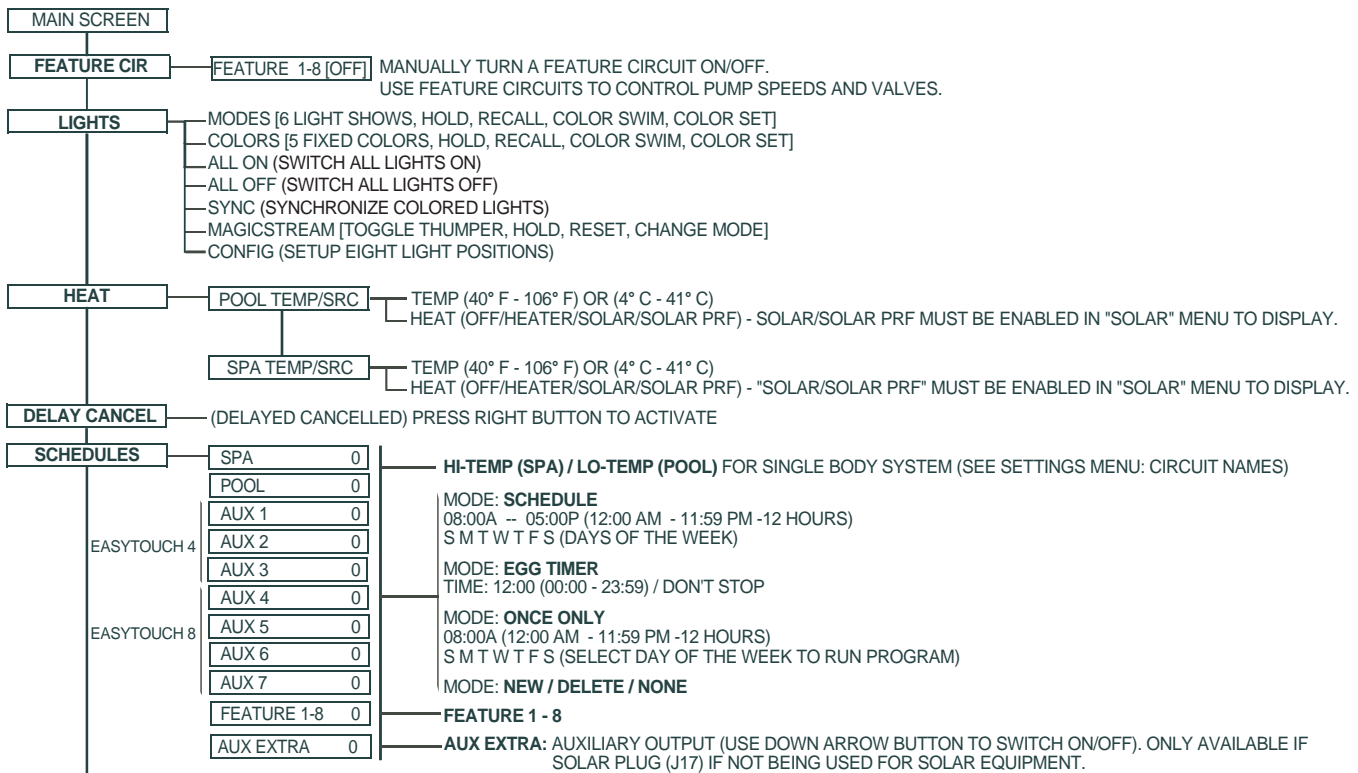 MAIN SCREEN
FEATURE CIR
FEATURE 1-8 [OFF]
MANUALLY TURN A FEATURE CIRCUIT ON/OFF.
USE FEATURE CIRCUITS TO CONTROL PUMP SPEEDS AND VALVES.
LIGHTS
MODES [6 LIGHT SHOWS, HOLD, RECALL, COLOR SWIM, COLOR SET]
COLORS [5 FIXED COLORS, HOLD, RECALL, COLOR SWIM, COLOR SET]
ALL ON (SWITCH ALL LIGHTS ON)
ALL OFF (SWITCH ALL LIGHTS OFF)
SYNC (SYNCHRONIZE COLORED LIGHTS)
MAGICSTREAM [TOGGLE THUMPER, HOLD, RESET, CHANGE MODE]
CONFIG (SETUP EIGHT LIGHT POSITIONS)
HEAT
POOL TEMP/SRC
TEMP (40° F - 106° F) OR (4° C - 41° C)
HEAT (OFF/HEATER/SOLAR/SOLAR PRF) - SOLAR/SOLAR PRF MUST BE ENABLED IN "SOLAR" MENU TO DISPLAY.
SPA TEMP/SRC
TEMP (40° F - 106° F) OR (4° C - 41° C)
HEAT (OFF/HEATER/SOLAR/SOLAR PRF) - "SOLAR/SOLAR PRF" MUST BE ENABLED IN "SOLAR" MENU TO DISPLAY.
DELAY CANCEL
(DELAYED CANCELLED) PRESS RIGHT BUTTON TO ACTIVATE
SCHEDULES
SPA 0
POOL 0
AUX 1 0
AUX 2 0
AUX 3 0
AUX 4 0
AUX 5 0
AUX 6 0
AUX 7 0
FEATURE 1-8 0
AUX EXTRA 0
EASYTOUCH 4
EASYTOUCH 8
HI-TEMP (SPA) / LO-TEMP (POOL) FOR SINGLE BODY SYSTEM (SEE SETTINGS MENU: CIRCUIT NAMES)
MODE: SCHEDULE
08:00A -- 05:00P (12:00 AM - 11:59 PM -12 HOURS)
S M T W T F S (DAYS OF THE WEEK)
MODE: EGG TIMER
TIME: 12:00 (00:00 - 23:59) / DON'T STOP
MODE: ONCE ONLY
08:00A (12:00 AM - 11:59 PM -12 HOURS)
S M T W T F S (SELECT DAY OF THE WEEK TO RUN PROGRAM)
MODE: NEW / DELETE / NONE
FEATURE 1 - 8
AUX EXTRA: AUXILIARY OUTPUT (USE DOWN ARROW BUTTON TO SWITCH ON/OFF). ONLY AVAILABLE IF
SOLAR PLUG (J17) IF NOT BEING USED FOR SOLAR EQUIPMENT.